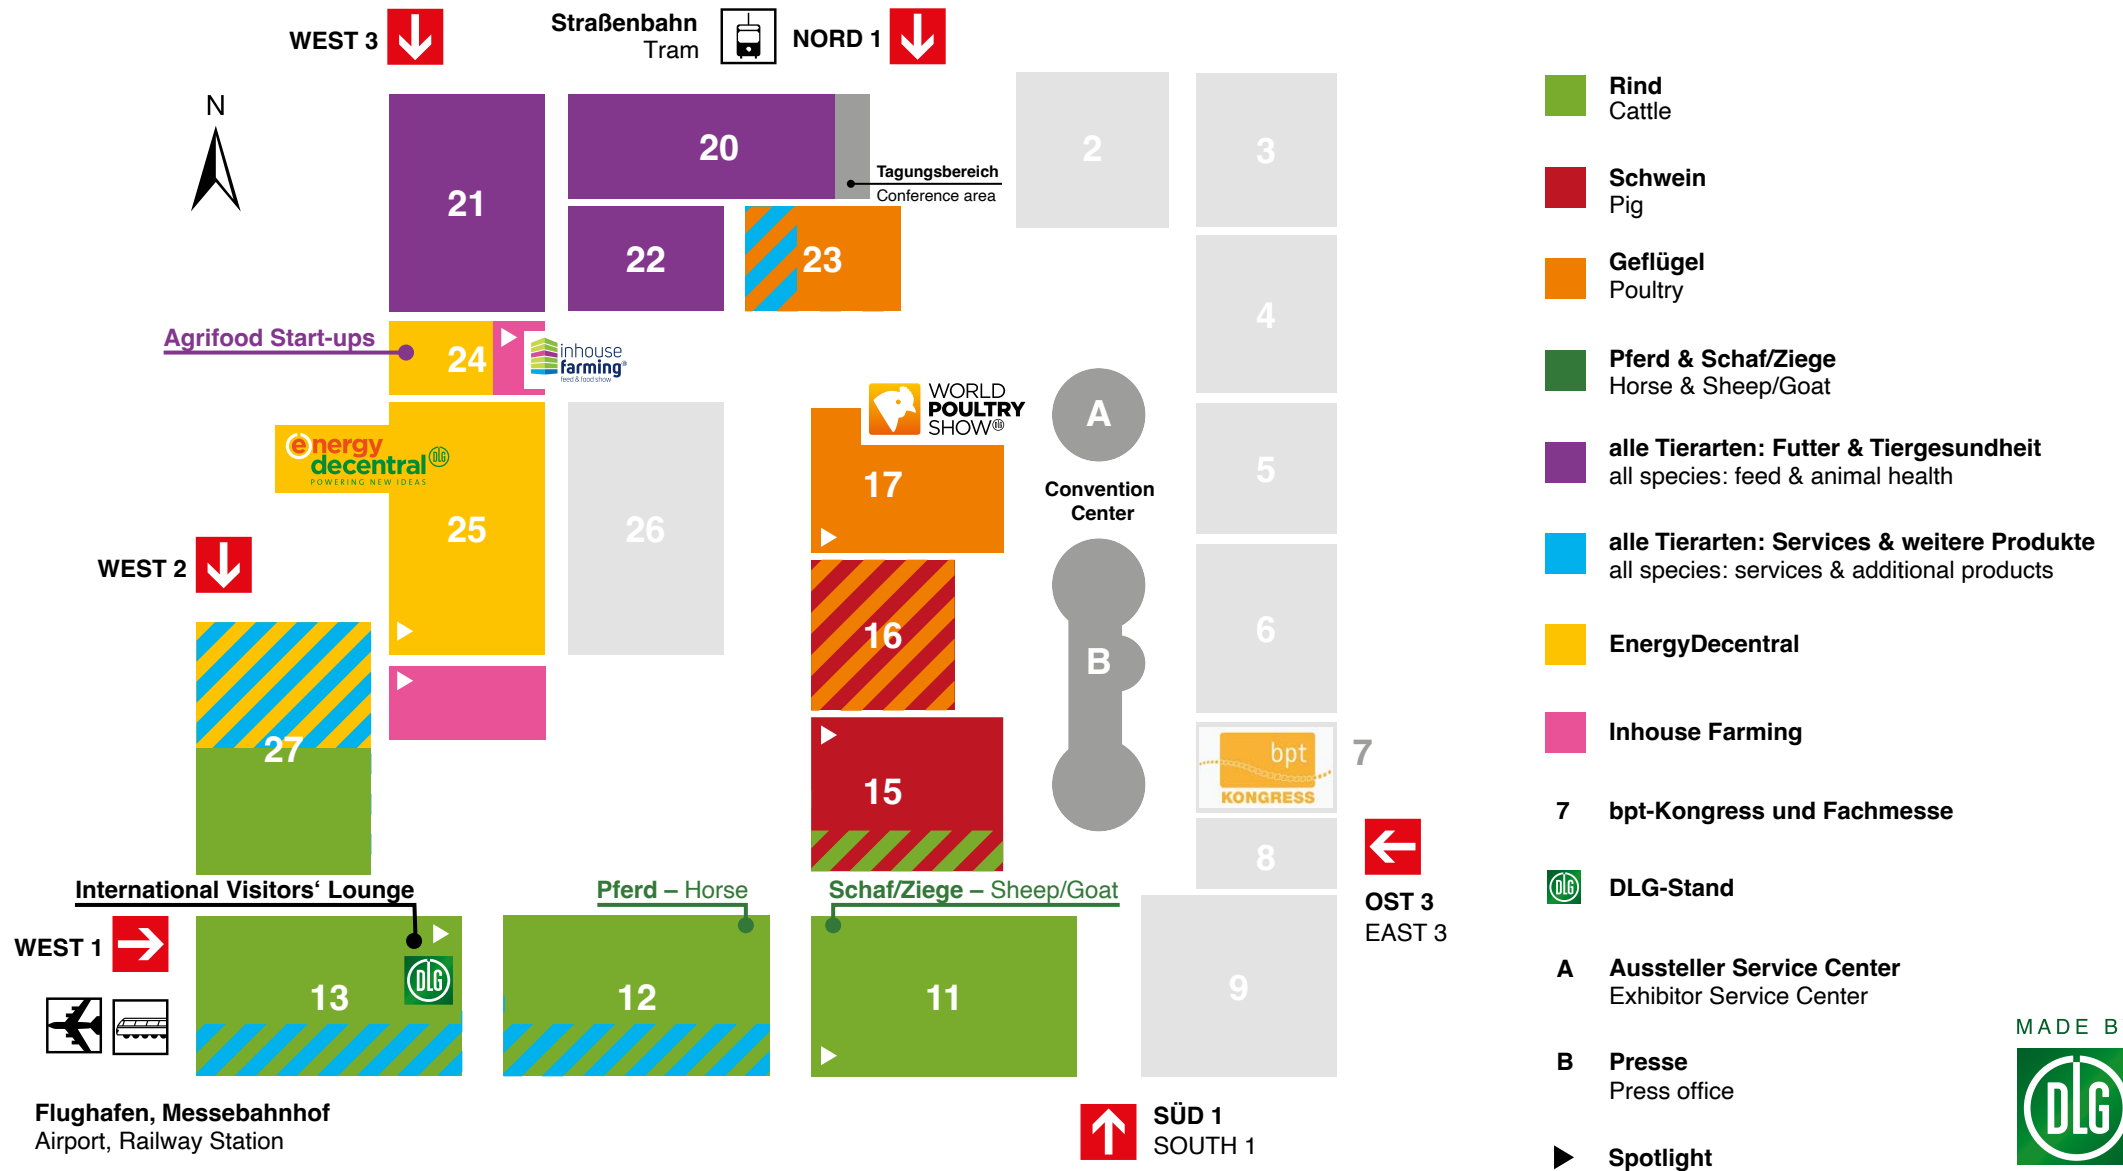 WEST 3
Straßenbahn
Tram
NORD 1
N
21
20
Tagungsbereich
Conference area
22
23
2
3
4
5
6
7
8
9
Agrifood Start-ups
24
inhouse
farming®
feed & food show
energy
decentral DLG
POWERING NEW IDEAS
25
26
WORLD
POULTRY
SHOW
17
16
15
A
Convention
Center
B
bpt
KONGRESS
WEST 2
27
OST 3
EAST 3
International Visitors‘ Lounge
Pferd – Horse
Schaf/Ziege – Sheep/Goat
WEST 1
13
DLG
12
11
Flughafen, Messebahnhof
Airport, Railway Station
SÜD 1
SOUTH 1
Rind
Cattle
Schwein
Pig
Geflügel
Poultry
Pferd & Schaf/Ziege
Horse & Sheep/Goat
alle Tierarten: Futter & Tiergesundheit
all species: feed & animal health
alle Tierarten: Services & weitere Produkte
all species: services & additional products
EnergyDecentral
Inhouse Farming
7 bpt-Kongress und Fachmesse
DLG DLG-Stand
A Aussteller Service Center
Exhibitor Service Center
B Presse
Press office
Spotlight
MADE B
DLG